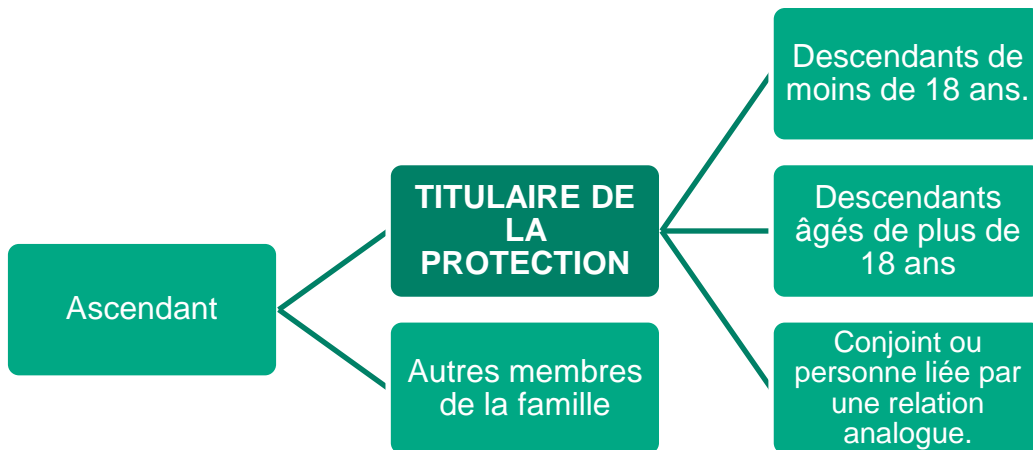 Ascendant
TITULAIRE DE
LA
PROTECTION
Autres membres
de la famille
Descendants de
moins de 18 ans.
Descendants
âgés de plus de
18 ans
Conjoint ou
personne liée par
une relation
analogue.